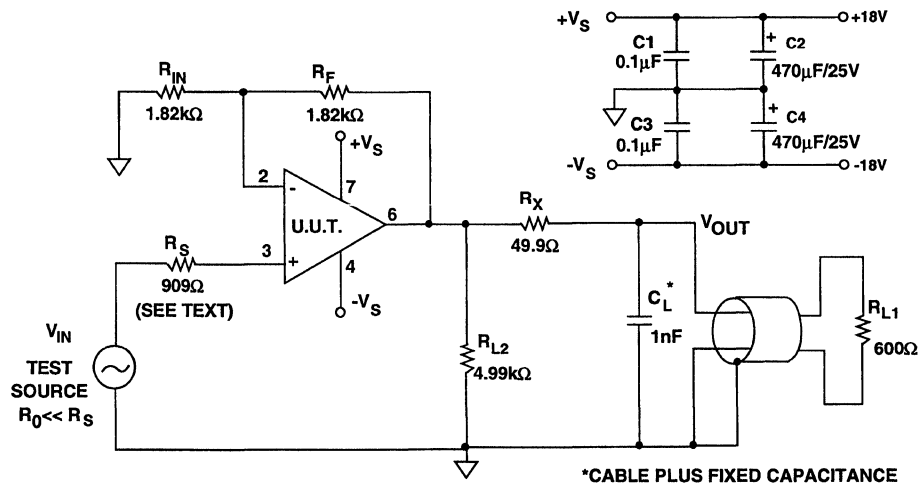 +VS
+18V
C1
0.1µF
+ C2
470µF/25V
C3
0.1µF
+ C4
470µF/25V
-VS
-18V
RIN
1.82kΩ
RF
1.82kΩ
+VS
2
-
7
U.U.T.
6
3
+
4
-VS
RS
909Ω
(SEE TEXT)
RX
49.9Ω
VOUT
VIN
TEST
SOURCE
R0<< RS
RL2
4.99kΩ
CL*
1nF
RL1
600Ω
*CABLE PLUS FIXED CAPACITANCE